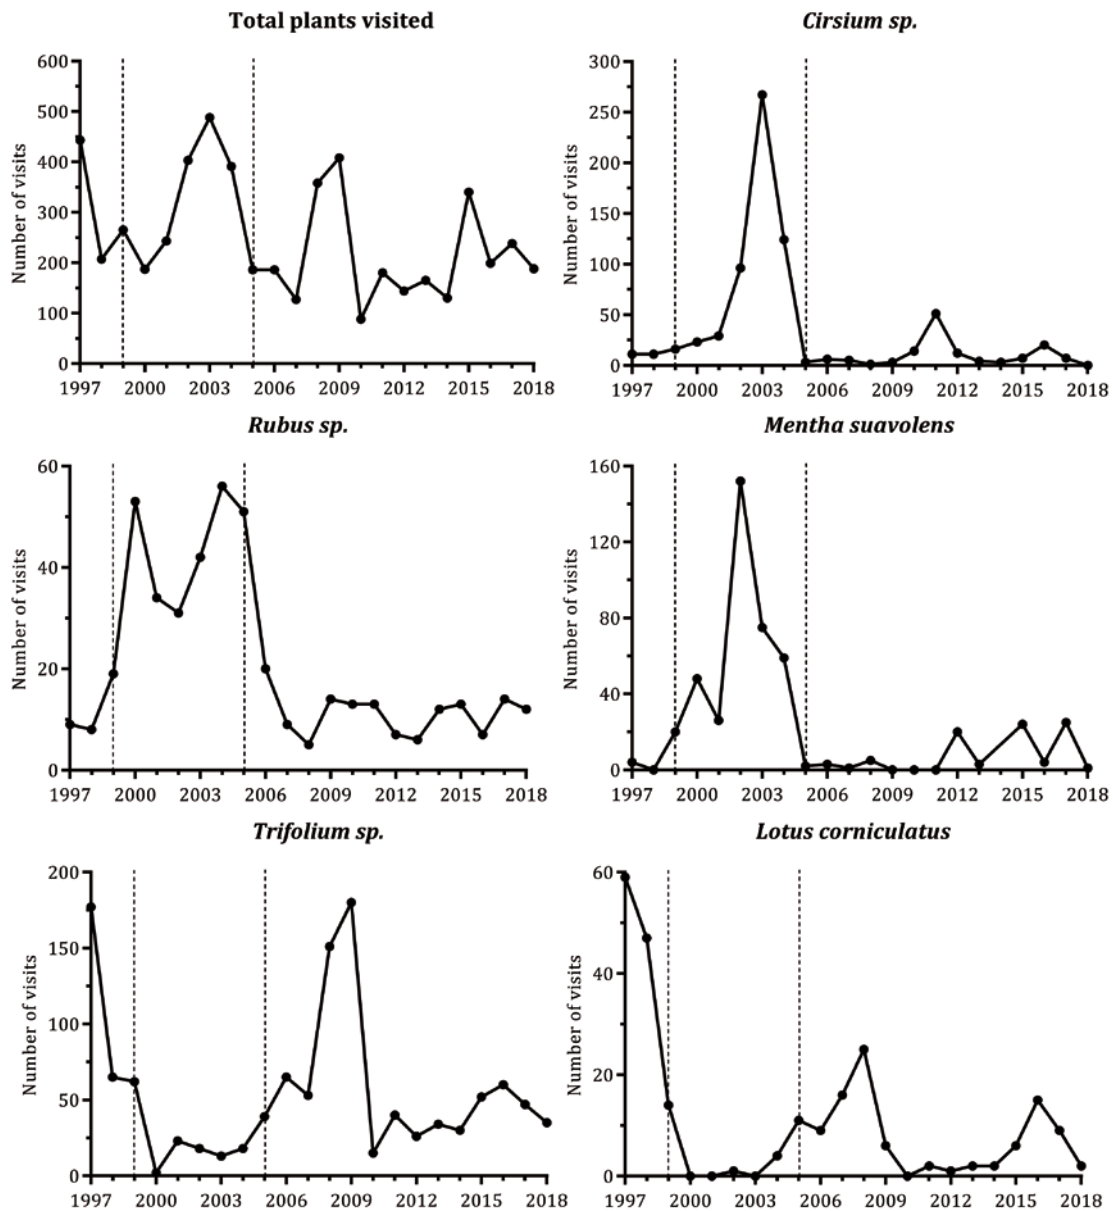 Total plants visited
Number of visits
600
500
400
300
200
100
0
1997 2000 2003 2006 2009 2012 2015 2018
Cirsium sp.
Number of visits
300
250
200
150
100
50
0
1997 2000 2003 2006 2009 2012 2015 2018
Rubus sp.
Number of visits
60
40
20
0
1997 2000 2003 2006 2009 2012 2015 2018
Mentha suavolens
Number of visits
160
120
80
40
0
1997 2000 2003 2006 2009 2012 2015 2018
Trifolium sp.
Number of visits
200
150
100
50
0
1997 2000 2003 2006 2009 2012 2015 2018
Lotus corniculatus
Number of visits
60
40
20
0
1997 2000 2003 2006 2009 2012 2015 2018